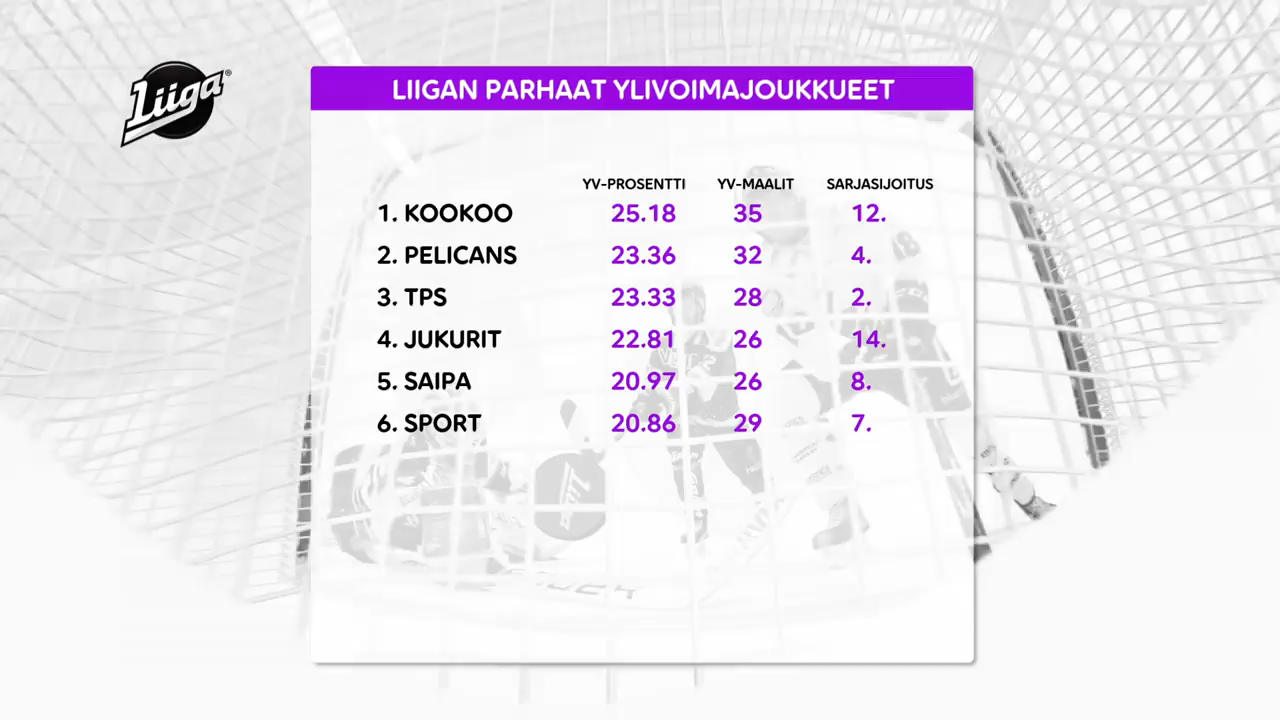 Liiga®
LIIGAN PARHAAT YLIVOIMAJOUKKUEET
YV-PROSENTTI YV-MAALIT SARJASIJOITUS
1. KOOKOO 25.18 35 12.
2. PELICANS 23.36 32 4.
3. TPS 23.33 28 2.
4. JUKURIT 22.81 26 14.
5. SAIPA 20.97 26 8.
6. SPORT 20.86 29 7.